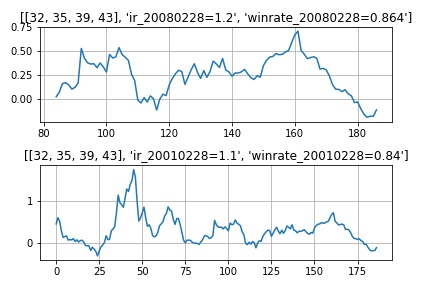 [[32, 35, 39, 43], 'ir_20080228=1.2', 'winrate_20080228=0.864']
0.75
0.50
0.25
0.00
80 100 120 140 160 180
[[32, 35, 39, 43], 'ir_20010228=1.1', 'winrate_20010228=0.84']
1
0
0 25 50 75 100 125 150 175